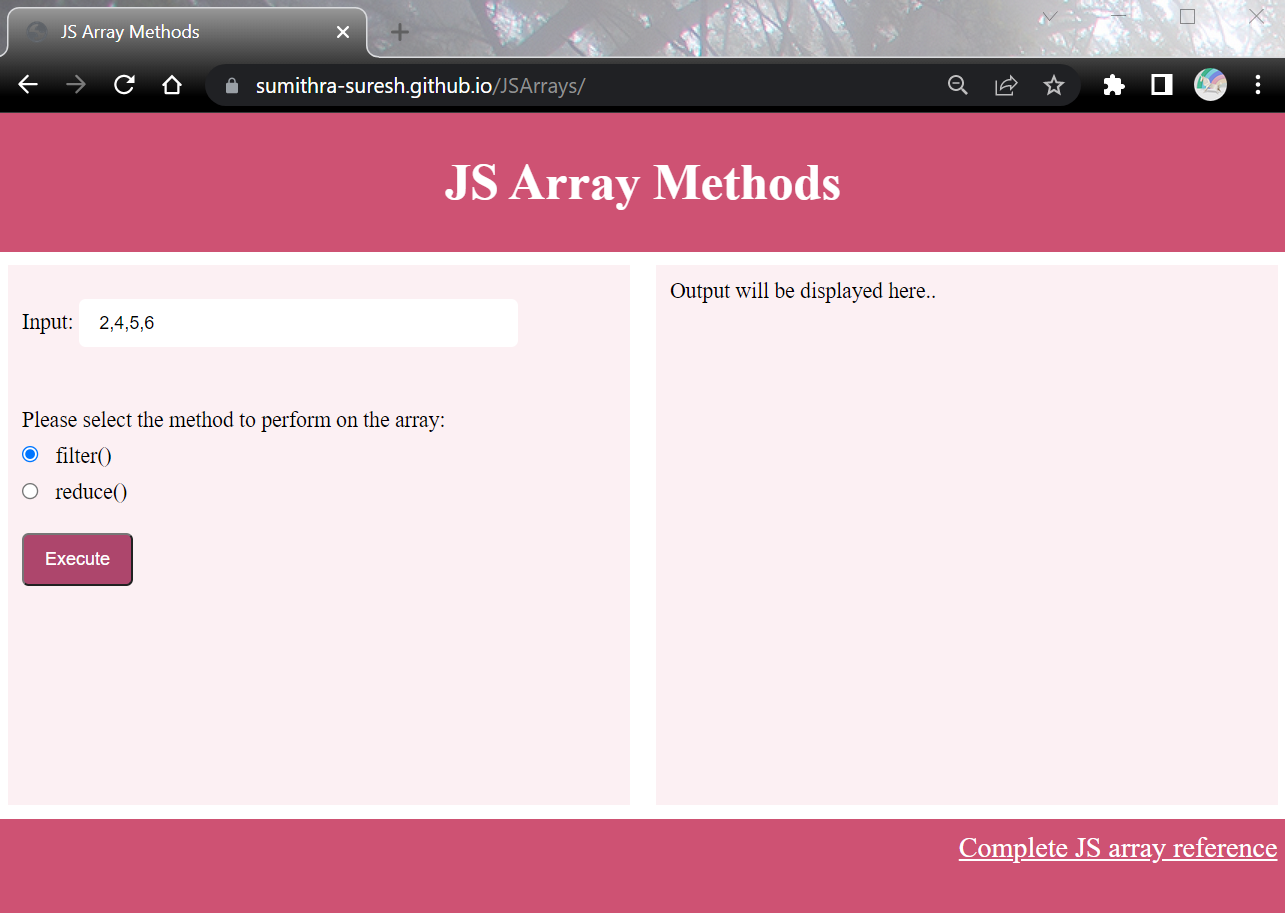 JS Array Methods
sumithra-suresh.github.io/JSArrays/
JS Array Methods
Input: 2,4,5,6
Please select the method to perform on the array:
filter()
reduce()
Execute
Output will be displayed here..
Complete JS array reference